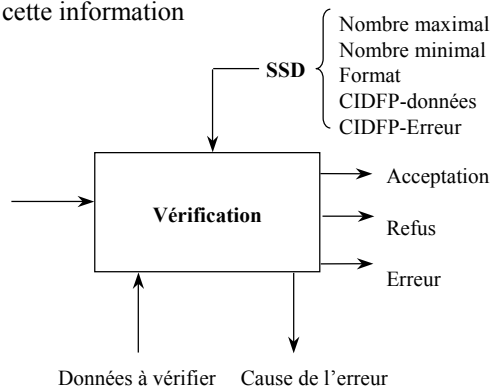 cette information
Nombre maximal
Nombre minimal
SSD
Format
CIDFP-données
CIDFP-Erreur
Acceptation
Vérification
Refus
Erreur
Données à vérifier
Cause de l'erreur